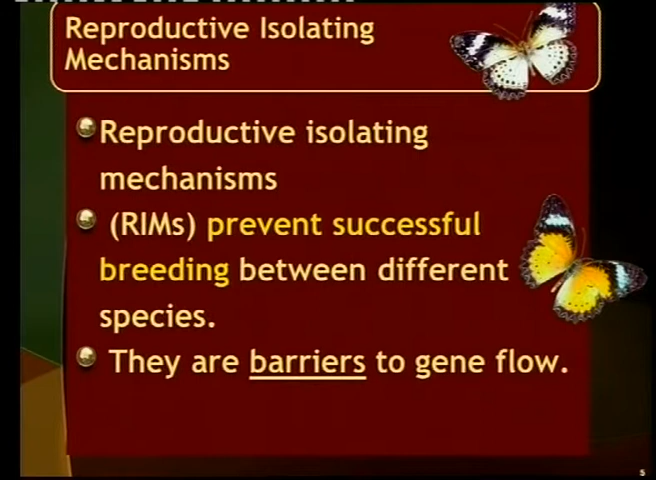 Reproductive Isolating
Mechanisms
Reproductive isolating
mechanisms
(RIMs) prevent successful
breeding between different
species.
They are barriers to gene flow.
5